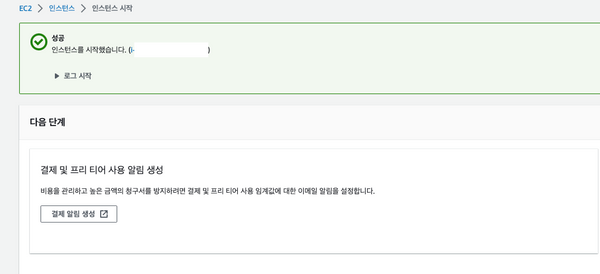 EC2 > 인스턴스 > 인스턴스 시작
성공
인스턴스를 시작했습니다. (i- )
▶ 로그 시작
다음 단계
결제 및 프리 티어 사용 알림 생성
비용을 관리하고 높은 금액의 청구서를 방지하려면 결제 및 프리 티어 사용 임계값에 대한 이메일 알림을 설정합니다.
결제 알림 생성